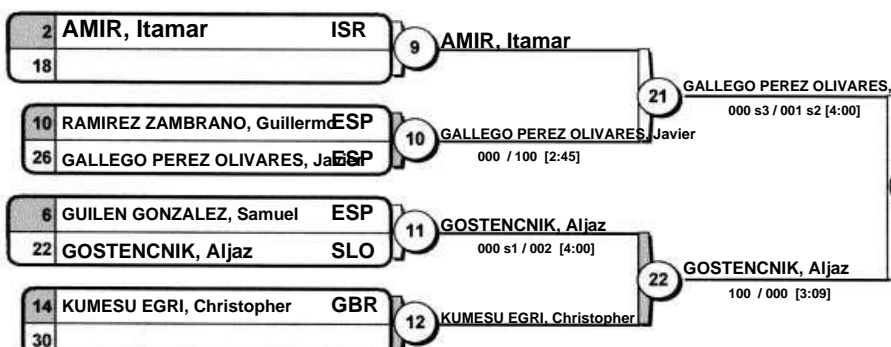 2 AMIR, Itamar ISR
18
9 AMIR, Itamar
10 RAMIREZ ZAMBRANO, Guillermo ESP
26 GALLEGO PEREZ OLIVARES, Javier ESP
10 GALLEGO PEREZ OLIVARES, Javier
000 / 100 [2:45]
21 GALLEGO PEREZ OLIVARES,
000 s3 / 001 s2 [4:00]
6 GUILEN GONZALEZ, Samuel ESP
22 GOSTENCNIK, Aljaz SLO
11 GOSTENCNIK, Aljaz
000 s1 / 002 [4:00]
14 KUMESU EGRI, Christopher GBR
30
12 KUMESU EGRI, Christopher
22 GOSTENCNIK, Aljaz
100 / 000 [3:09]